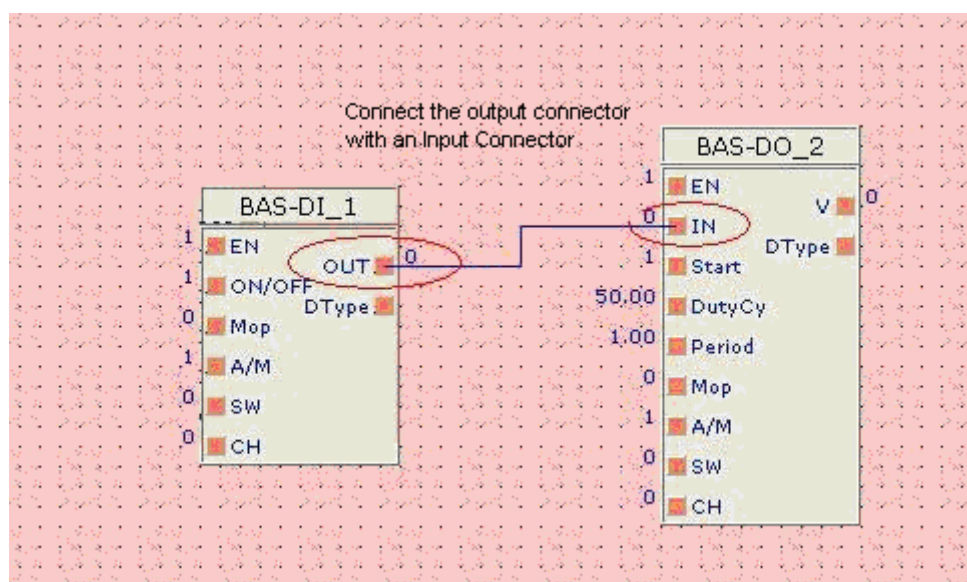 Connect the output connector
with an Input Connector
BAS-DI_1
1 EN
OUT 0
1 ON/OFF
DType
0 Mop
1 A/M
0 SW
0 CH
BAS-DO_2
1 EN
V 0
0 IN
DType
1 Start
50.00 DutyCy
1.00 Period
0 Mop
1 A/M
0 SW
0 CH